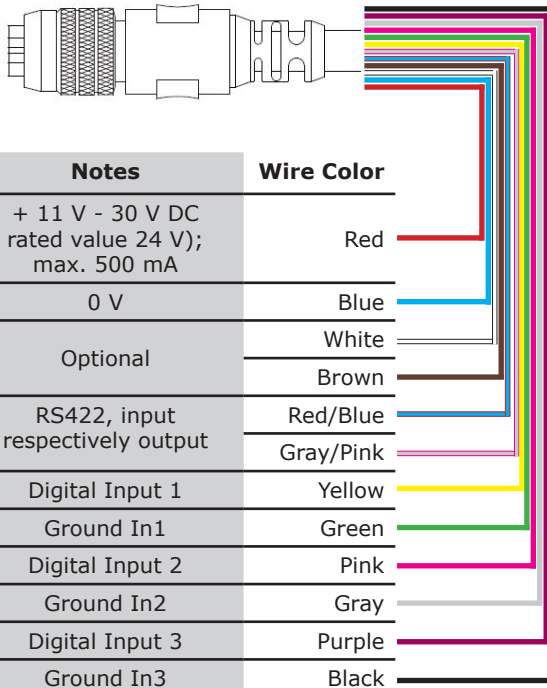 Notes Wire Color
+ 11 V - 30 V DC
rated value 24 V);
max. 500 mA
Red
0 V Blue
Optional
White
Brown
RS422, input
respectively output
Red/Blue
Gray/Pink
Digital Input 1 Yellow
Ground In1 Green
Digital Input 2 Pink
Ground In2 Gray
Digital Input 3 Purple
Ground In3 Black